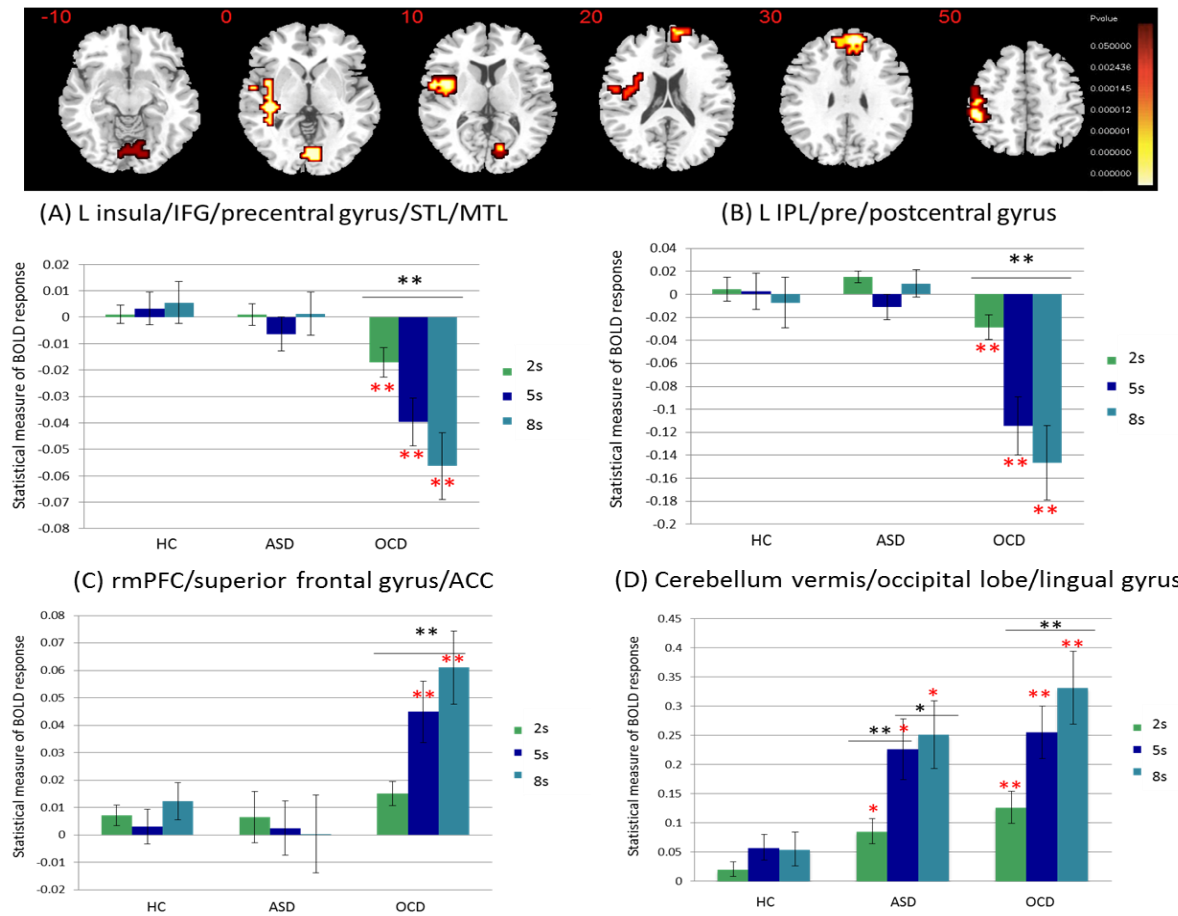 -10 0 10 20 30 50
Pvalue
0.050000
0.002436
0.000145
0.000012
0.000001
0.000000
0.000000
(A) L insula/IFG/precentral gyrus/STL/MTL
Statistical measure of BOLD response
0.02
0.01
0
-0.01
-0.02
-0.03
-0.04
-0.05
-0.06
-0.07
-0.08
**
**
**
**
HC ASD OCD
2s
5s
8s
(B) L IPL/pre/postcentral gyrus
Statistical measure of BOLD response
0.04
0.02
0
-0.02
-0.04
-0.06
-0.08
-0.1
-0.12
-0.14
-0.16
-0.18
-0.2
**
**
**
**
HC ASD OCD
2s
5s
8s
(C) rmPFC/superior frontal gyrus/ACC
Statistical measure of BOLD response
0.08
0.07
0.06
0.05
0.04
0.03
0.02
0.01
0
-0.01
-0.02
**
**
**
HC ASD OCD
2s
5s
8s
(D) Cerebellum vermis/occipital lobe/lingual gyrus
Statistical measure of BOLD response
0.45
0.4
0.35
0.3
0.25
0.2
0.15
0.1
0.05
0
**
**
*
*
**
*
**
**
*
HC ASD OCD
2s
5s
8s